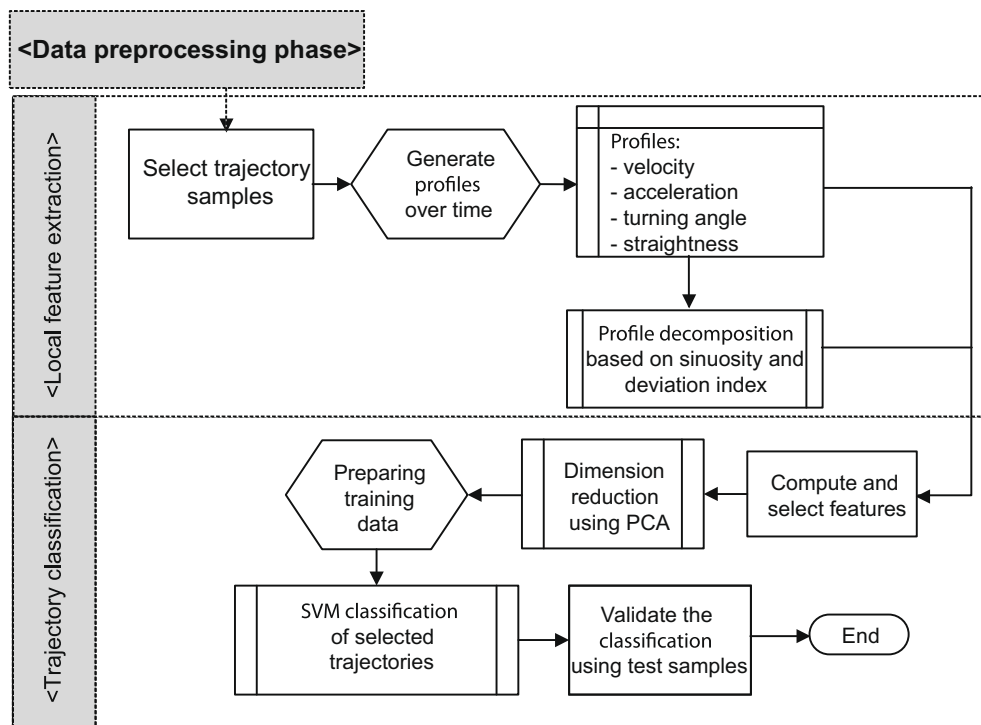 <Data preprocessing phase>
<Local feature extraction>
Select trajectory
samples
Generate
profiles
over time
Profiles:
- velocity
- acceleration
- turning angle
- straightness
Profile decomposition
based on sinuosity and
deviation index
<Trajectory classification>
Compute and
select features
Dimension
reduction
using PCA
Preparing
training
data
SVM classification
of selected
trajectories
Validate the
classification
using test samples
End